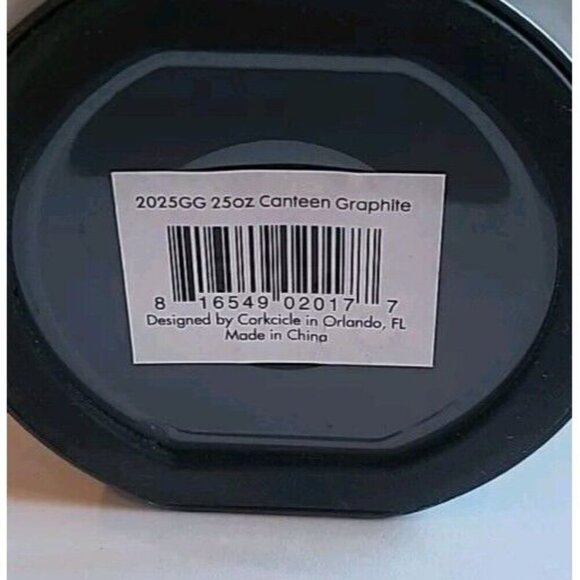 2025GG 25oz Canteen Graphite
8 16549 02017 7
Designed by Corkcicle in Orlando, FL
Made in China